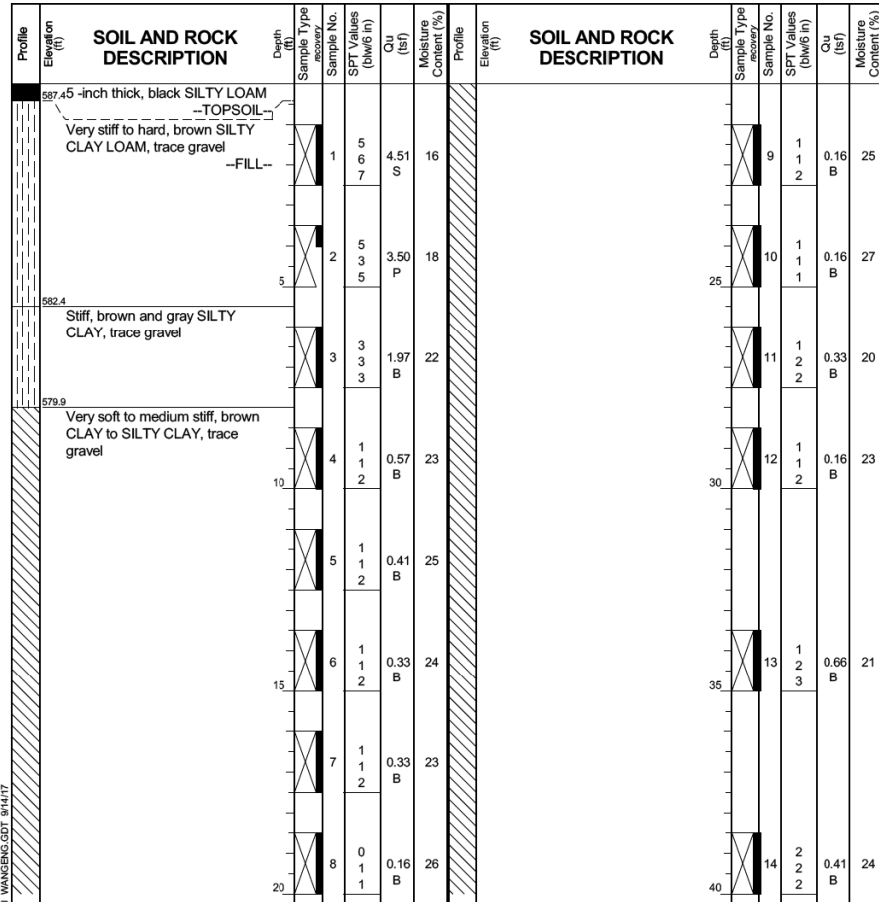 Profile
Elevation (ft)
SOIL AND ROCK
DESCRIPTION
Depth (ft)
Sample Type
recovery
Sample No.
SPT Values
(blw/6 in)
Qu
(tsf)
Moisture
Content (%)
Profile
Elevation (ft)
SOIL AND ROCK
DESCRIPTION
Depth (ft)
Sample Type
recovery
Sample No.
SPT Values
(blw/6 in)
Qu
(tsf)
Moisture
Content (%)
587.4 5 -inch thick, black SILTY LOAM
--TOPSOIL--
Very stiff to hard, brown SILTY
CLAY LOAM, trace gravel
--FILL--
1 5 6 7 4.51 S 16
2 5 3 5 3.50 P 18
5
582.4
Stiff, brown and gray SILTY
CLAY, trace gravel
3 3 3 3 1.97 B 22
579.9
Very soft to medium stiff, brown
CLAY to SILTY CLAY, trace
gravel
4 1 1 2 0.57 B 23
10
5 1 1 2 0.41 B 25
6 1 1 2 0.33 B 24
15
7 1 1 2 0.33 B 23
8 0 1 1 0.16 B 26
20
9 1 1 2 0.16 B 25
10 1 1 1 0.16 B 27
25
11 1 2 2 0.33 B 20
12 1 1 2 0.16 B 23
30
13 1 2 3 0.66 B 21
35
14 2 2 2 0.41 B 24
40
WANGENG.GDT 9/14/17